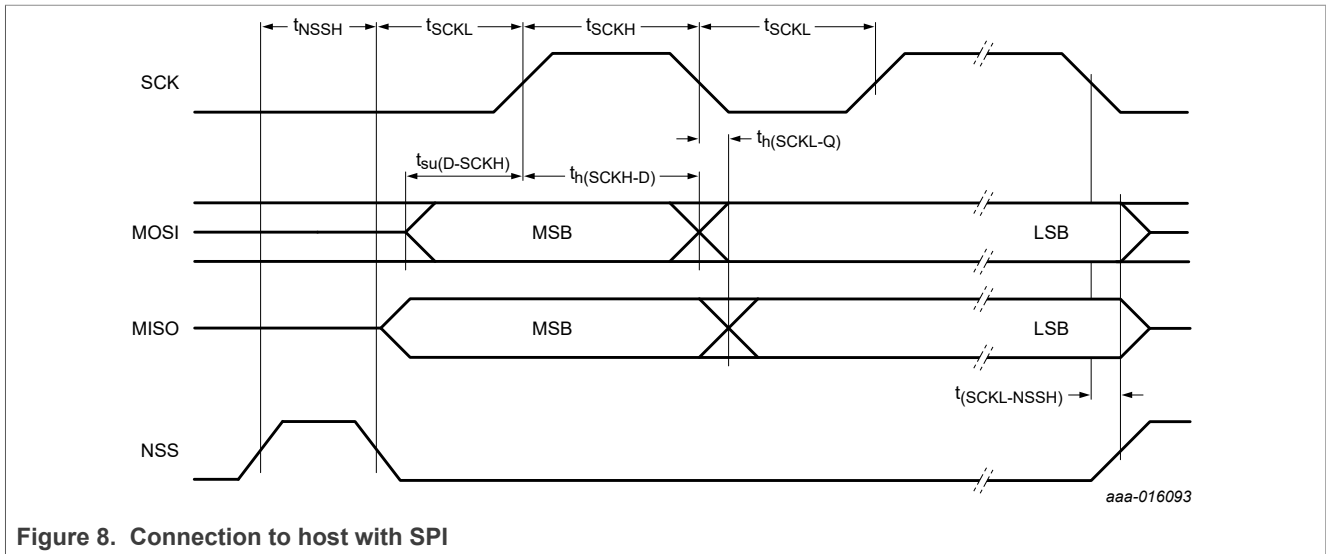 tNSSH tSCKL tSCKH tSCKL
SCK
th(SCKL-Q)
tsu(D-SCKH) th(SCKH-D)
MOSI MSB LSB
MISO MSB LSB
t(SCKL-NSSH)
NSS
aaa-016093
Figure 8. Connection to host with SPI